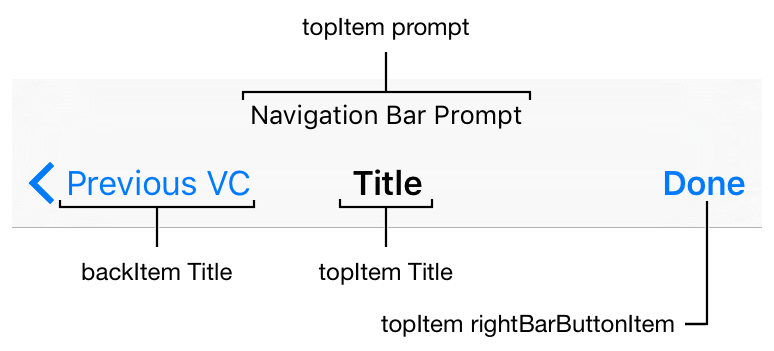 topItem prompt
Navigation Bar Prompt
Previous VC
Title
Done
backItem Title
topItem Title
topItem rightBarButtonItem